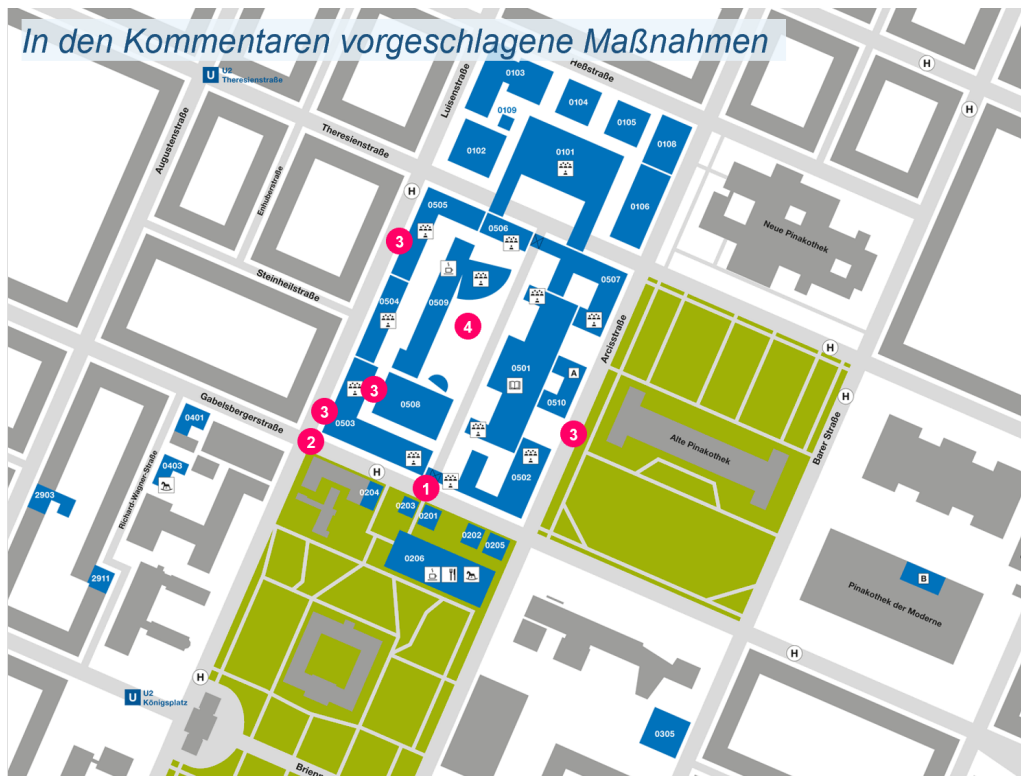 In den Kommentaren vorgeschlagene Maßnahmen
U
U2
Theresienstraße
Luisenstraße
Heßstraße
H
H
0103
0109
0104
0105
0108
0102
0101
0106
Augustenstraße
Theresienstraße
Enhuberstraße
H
0505
0506
Neue Pinakothek
3
Steinheilstraße
0504
0509
0507
4
Arcisstraße
H
H
0501
A
0510
3
3
0508
0503
2
3
Gabelsbergerstraße
0401
0403
Richard-Wagner-Straße
2903
2911
Alte Pinakothek
Barer Straße
0502
H
1
0204
0203
0201
0202
0205
0206
B
Pinakothek der Moderne
H
H
U
U2
Königsplatz
0305
Brienn